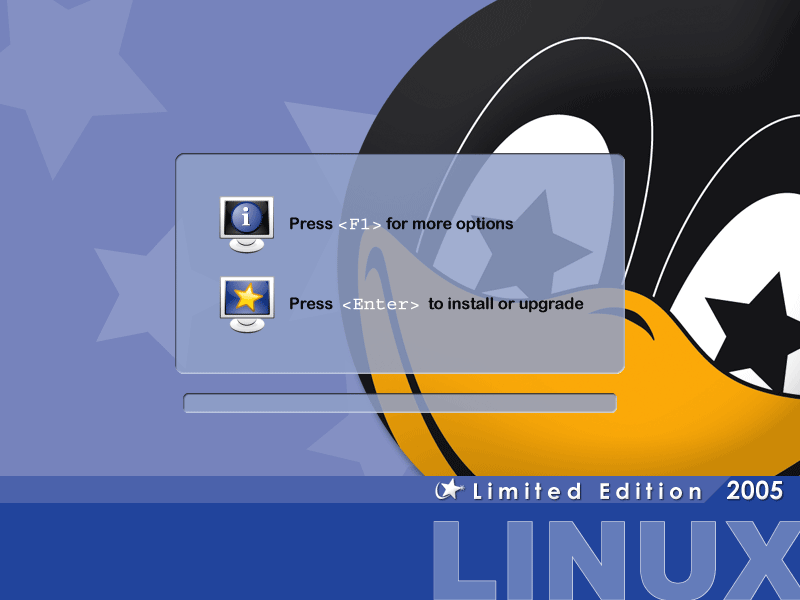 Press <F1> for more options
Press <Enter> to install or upgrade
Limited Edition 2005
LINUX